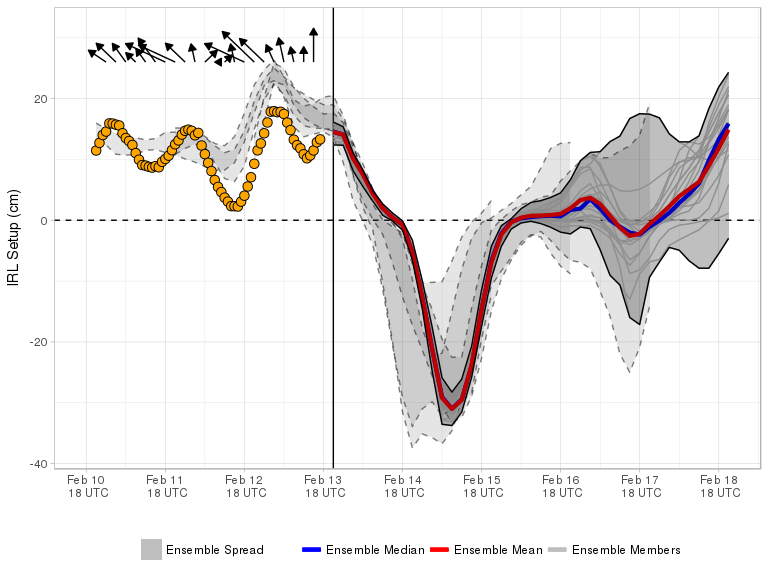 IRL Setup (cm)
20
0
-20
-40
Feb 10 Feb 11 Feb 12 Feb 13 Feb 14 Feb 15 Feb 16 Feb 17 Feb 18
18 UTC 18 UTC 18 UTC 18 UTC 18 UTC 18 UTC 18 UTC 18 UTC 18 UTC
Ensemble Spread Ensemble Median Ensemble Mean Ensemble Members